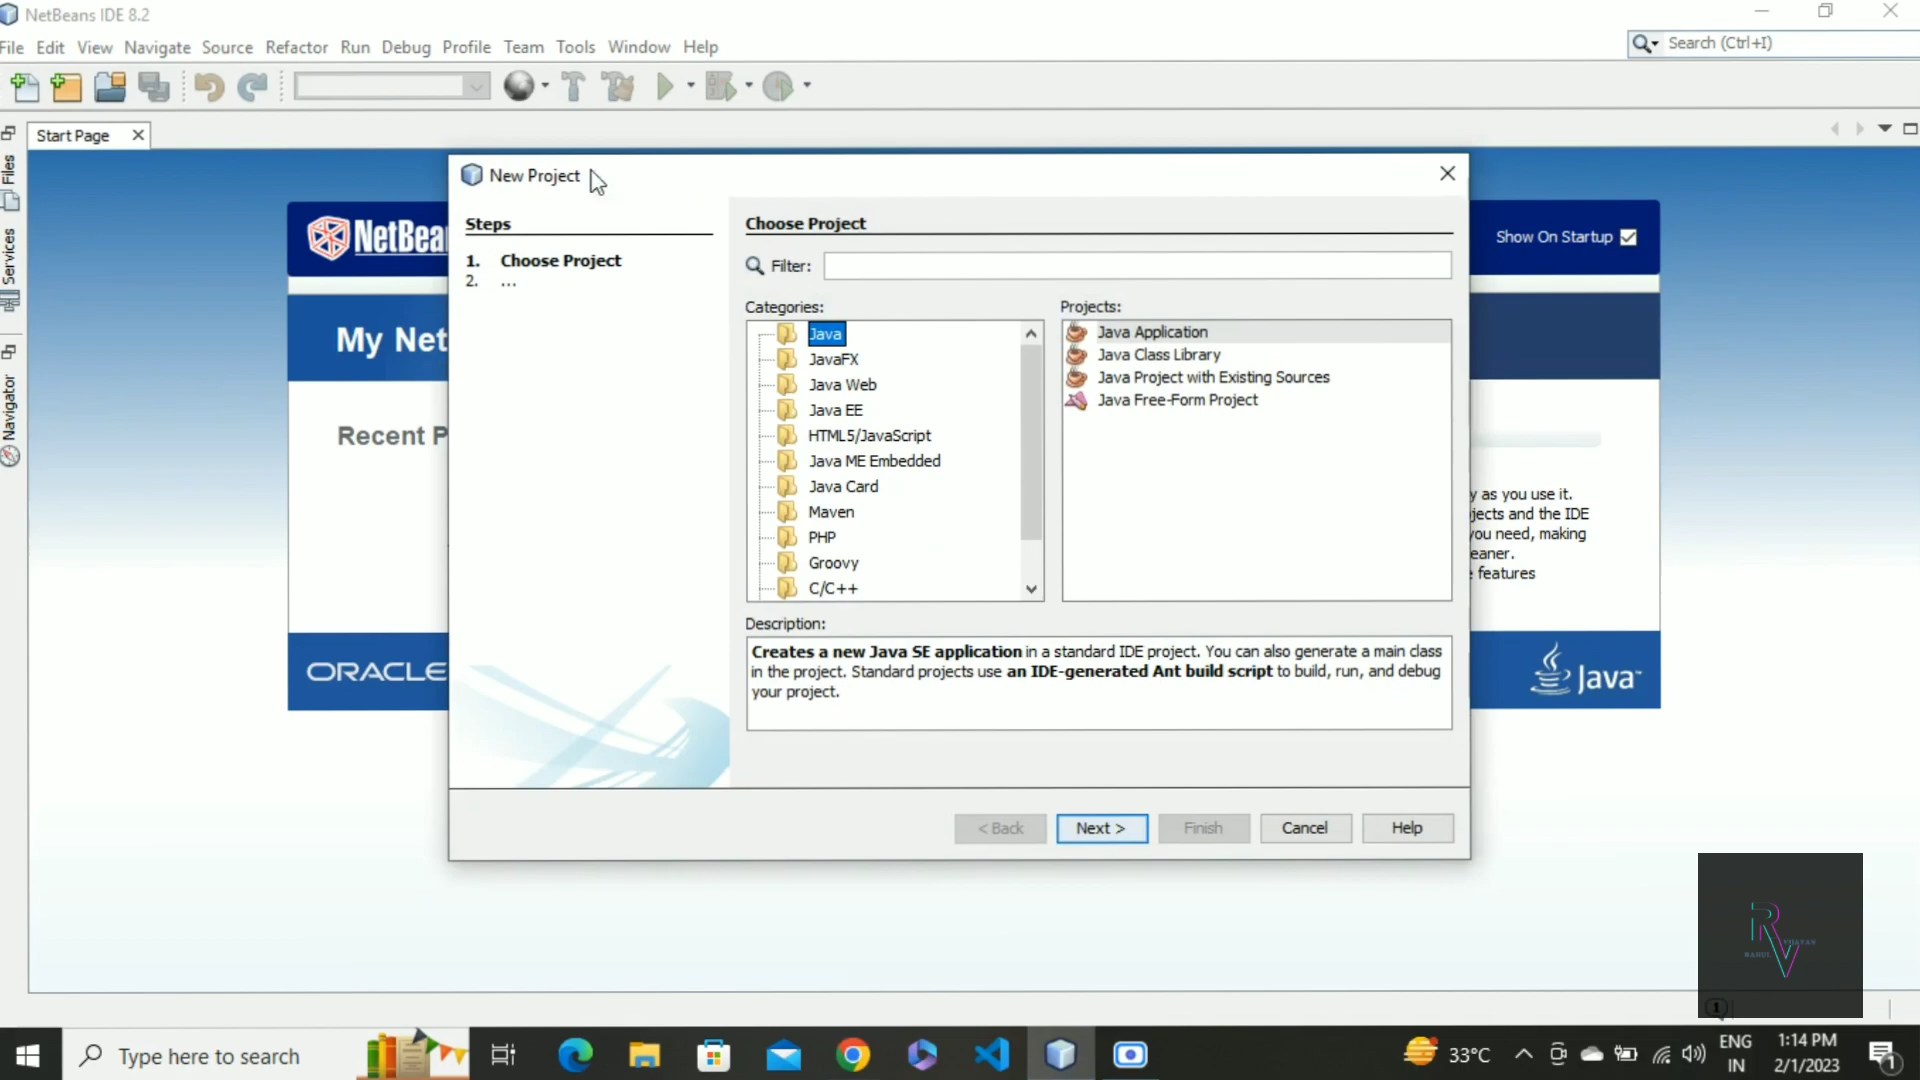 NetBeans IDE 8.2
File Edit View Navigate Source Refactor Run Debug Profile Team Tools Window Help
Search (Ctrl+I)
Start Page
Files
Services
Navigator
NetBea
Show On Startup
My Net
Recent P
y as you use it.
jects and the IDE
you need, making
eaner.
features
ORACLE
Java
New Project
Steps
1. Choose Project
2. ...
Choose Project
Filter:
Categories:
Java
JavaFX
Java Web
Java EE
HTML5/JavaScript
Java ME Embedded
Java Card
Maven
PHP
Groovy
C/C++
Projects:
Java Application
Java Class Library
Java Project with Existing Sources
Java Free-Form Project
Description:
Creates a new Java SE application in a standard IDE project. You can also generate a main class
in the project. Standard projects use an IDE-generated Ant build script to build, run, and debug
your project.
< Back Next > Finish Cancel Help
RV
RAHUL
1
Type here to search
33°C
ENG
IN
1:14 PM
2/1/2023
1